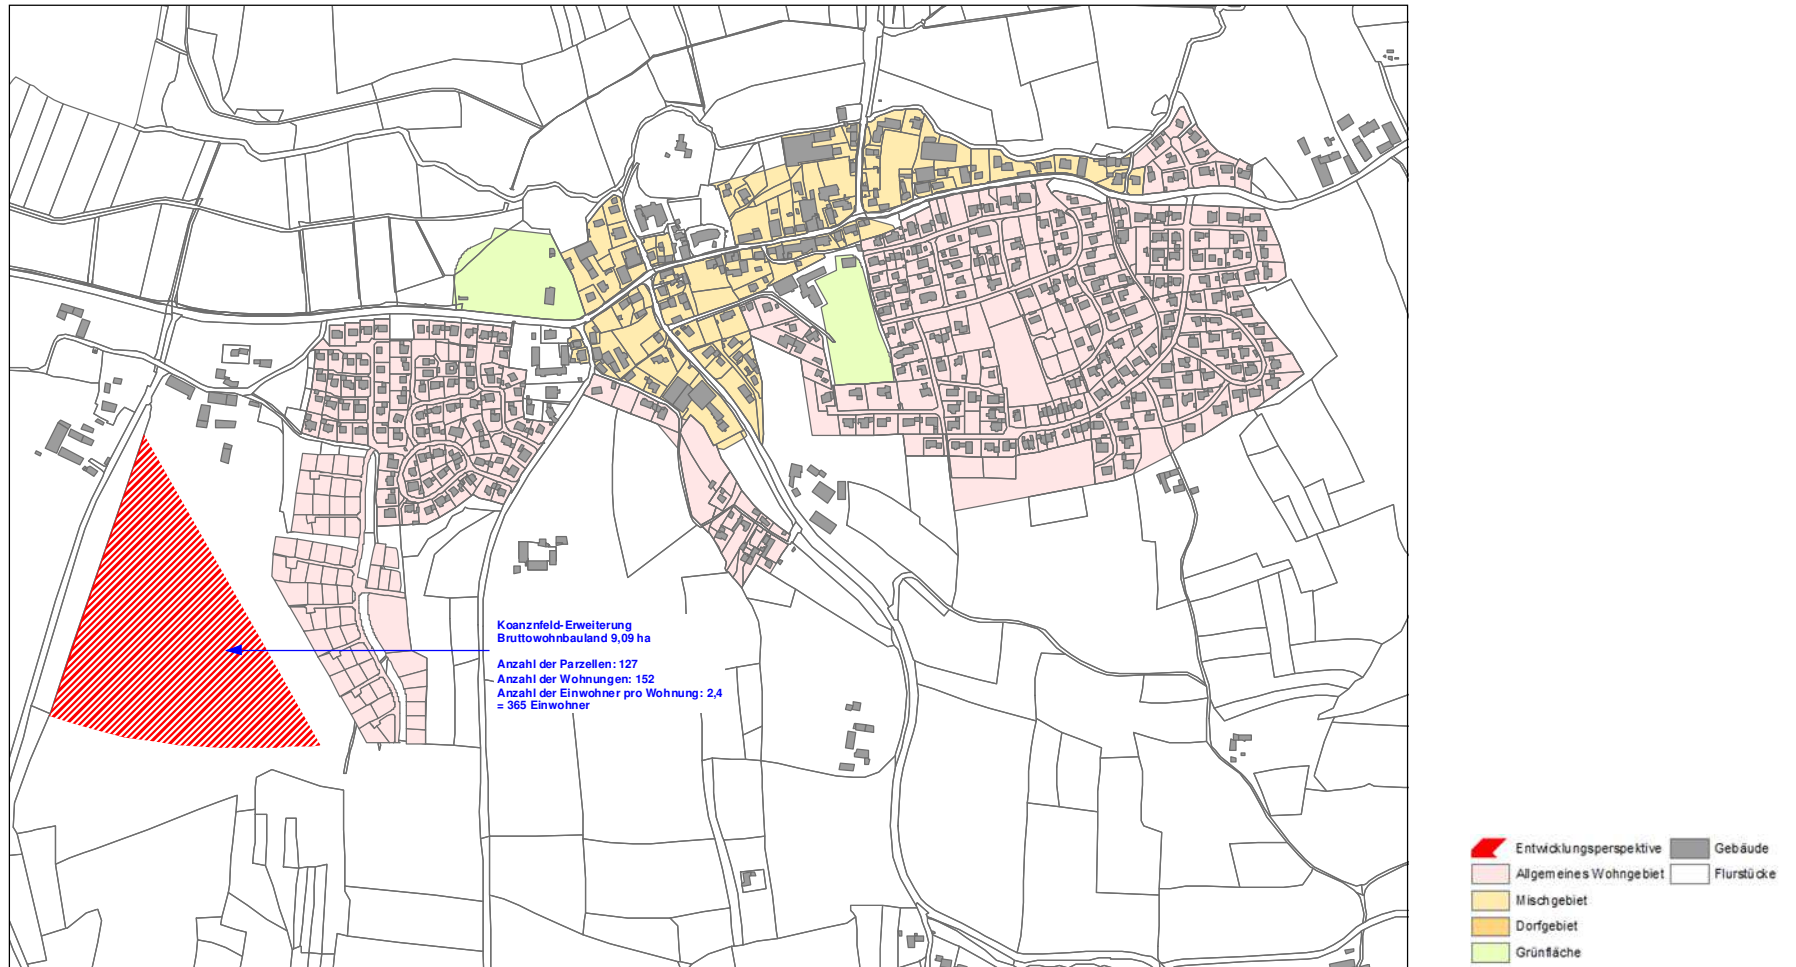 Koanznfeld-Erweiterung
Bruttowohnbauland 9,09 ha
Anzahl der Parzellen: 127
Anzahl der Wohnungen: 152
Anzahl der Einwohner pro Wohnung: 2,4
= 365 Einwohner
Entwicklungsperspektive
Allgemeines Wohngebiet
Mischgebiet
Dorfgebiet
Grünfläche
Gebäude
Flurstücke